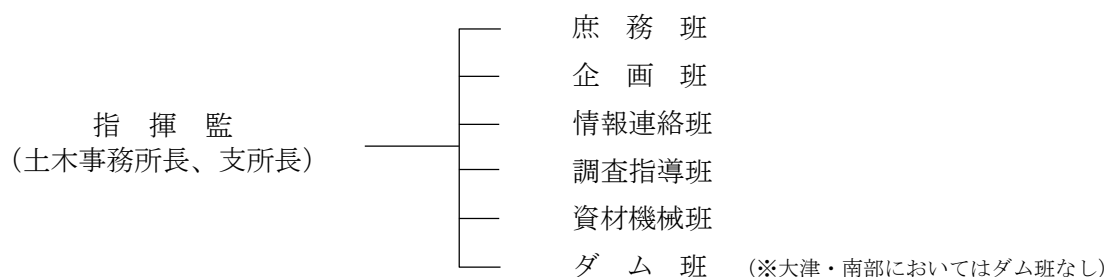 庶務班
企画班
情報連絡班
指揮監
(土木事務所長、支所長)
調査指導班
資材機械班
ダム班 (※大津・南部においてはダム班なし)